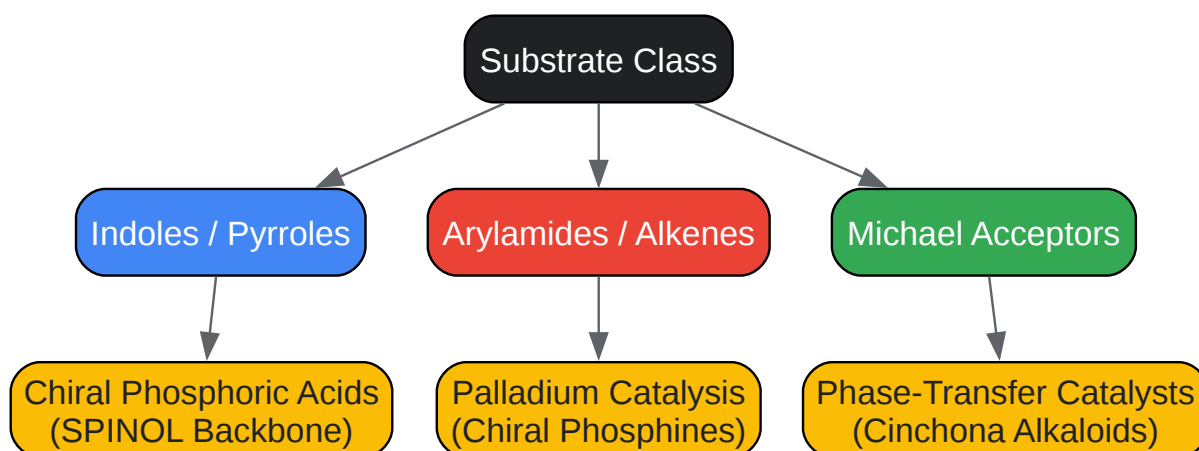 Substrate Class
Indoles / Pyrroles
Arylamides / Alkenes
Michael Acceptors
Chiral Phosphoric Acids
(SPINOL Backbone)
Palladium Catalysis
(Chiral Phosphines)
Phase-Transfer Catalysts
(Cinchona Alkaloids)